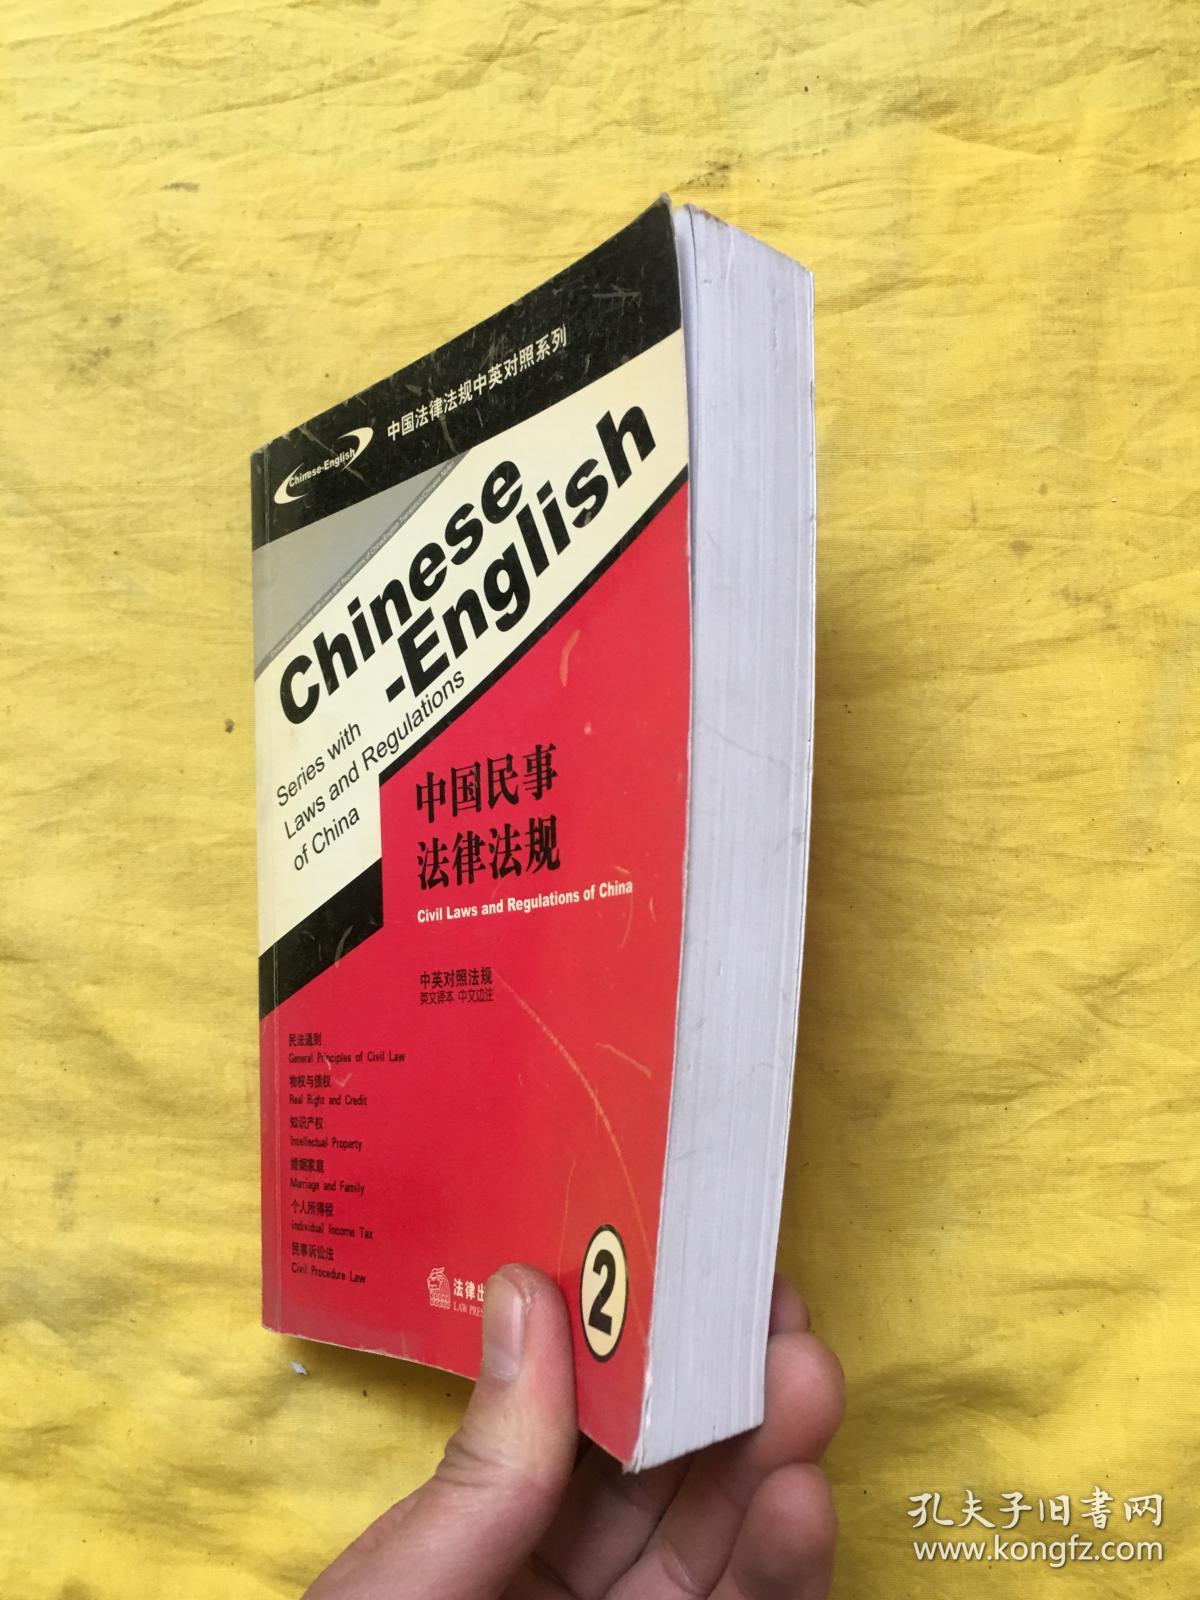 中国法律法规中英对照系列
Chinese-English
Chinese
-English
Series with
Laws and Regulations
of China
中国民事
法律法规
Civil Laws and Regulations of China
中英对照法规
英文译本 中文边注
民法通则
General Principles of Civil Law
物权与债权
Real Right and Credit
知识产权
Intellectual Property
婚姻家庭
Marriage and Family
个人所得税
Individual Income Tax
民事诉讼法
Civil Procedure Law
法律出
LAW PRES
2
孔夫子旧书网
www.kongfz.com